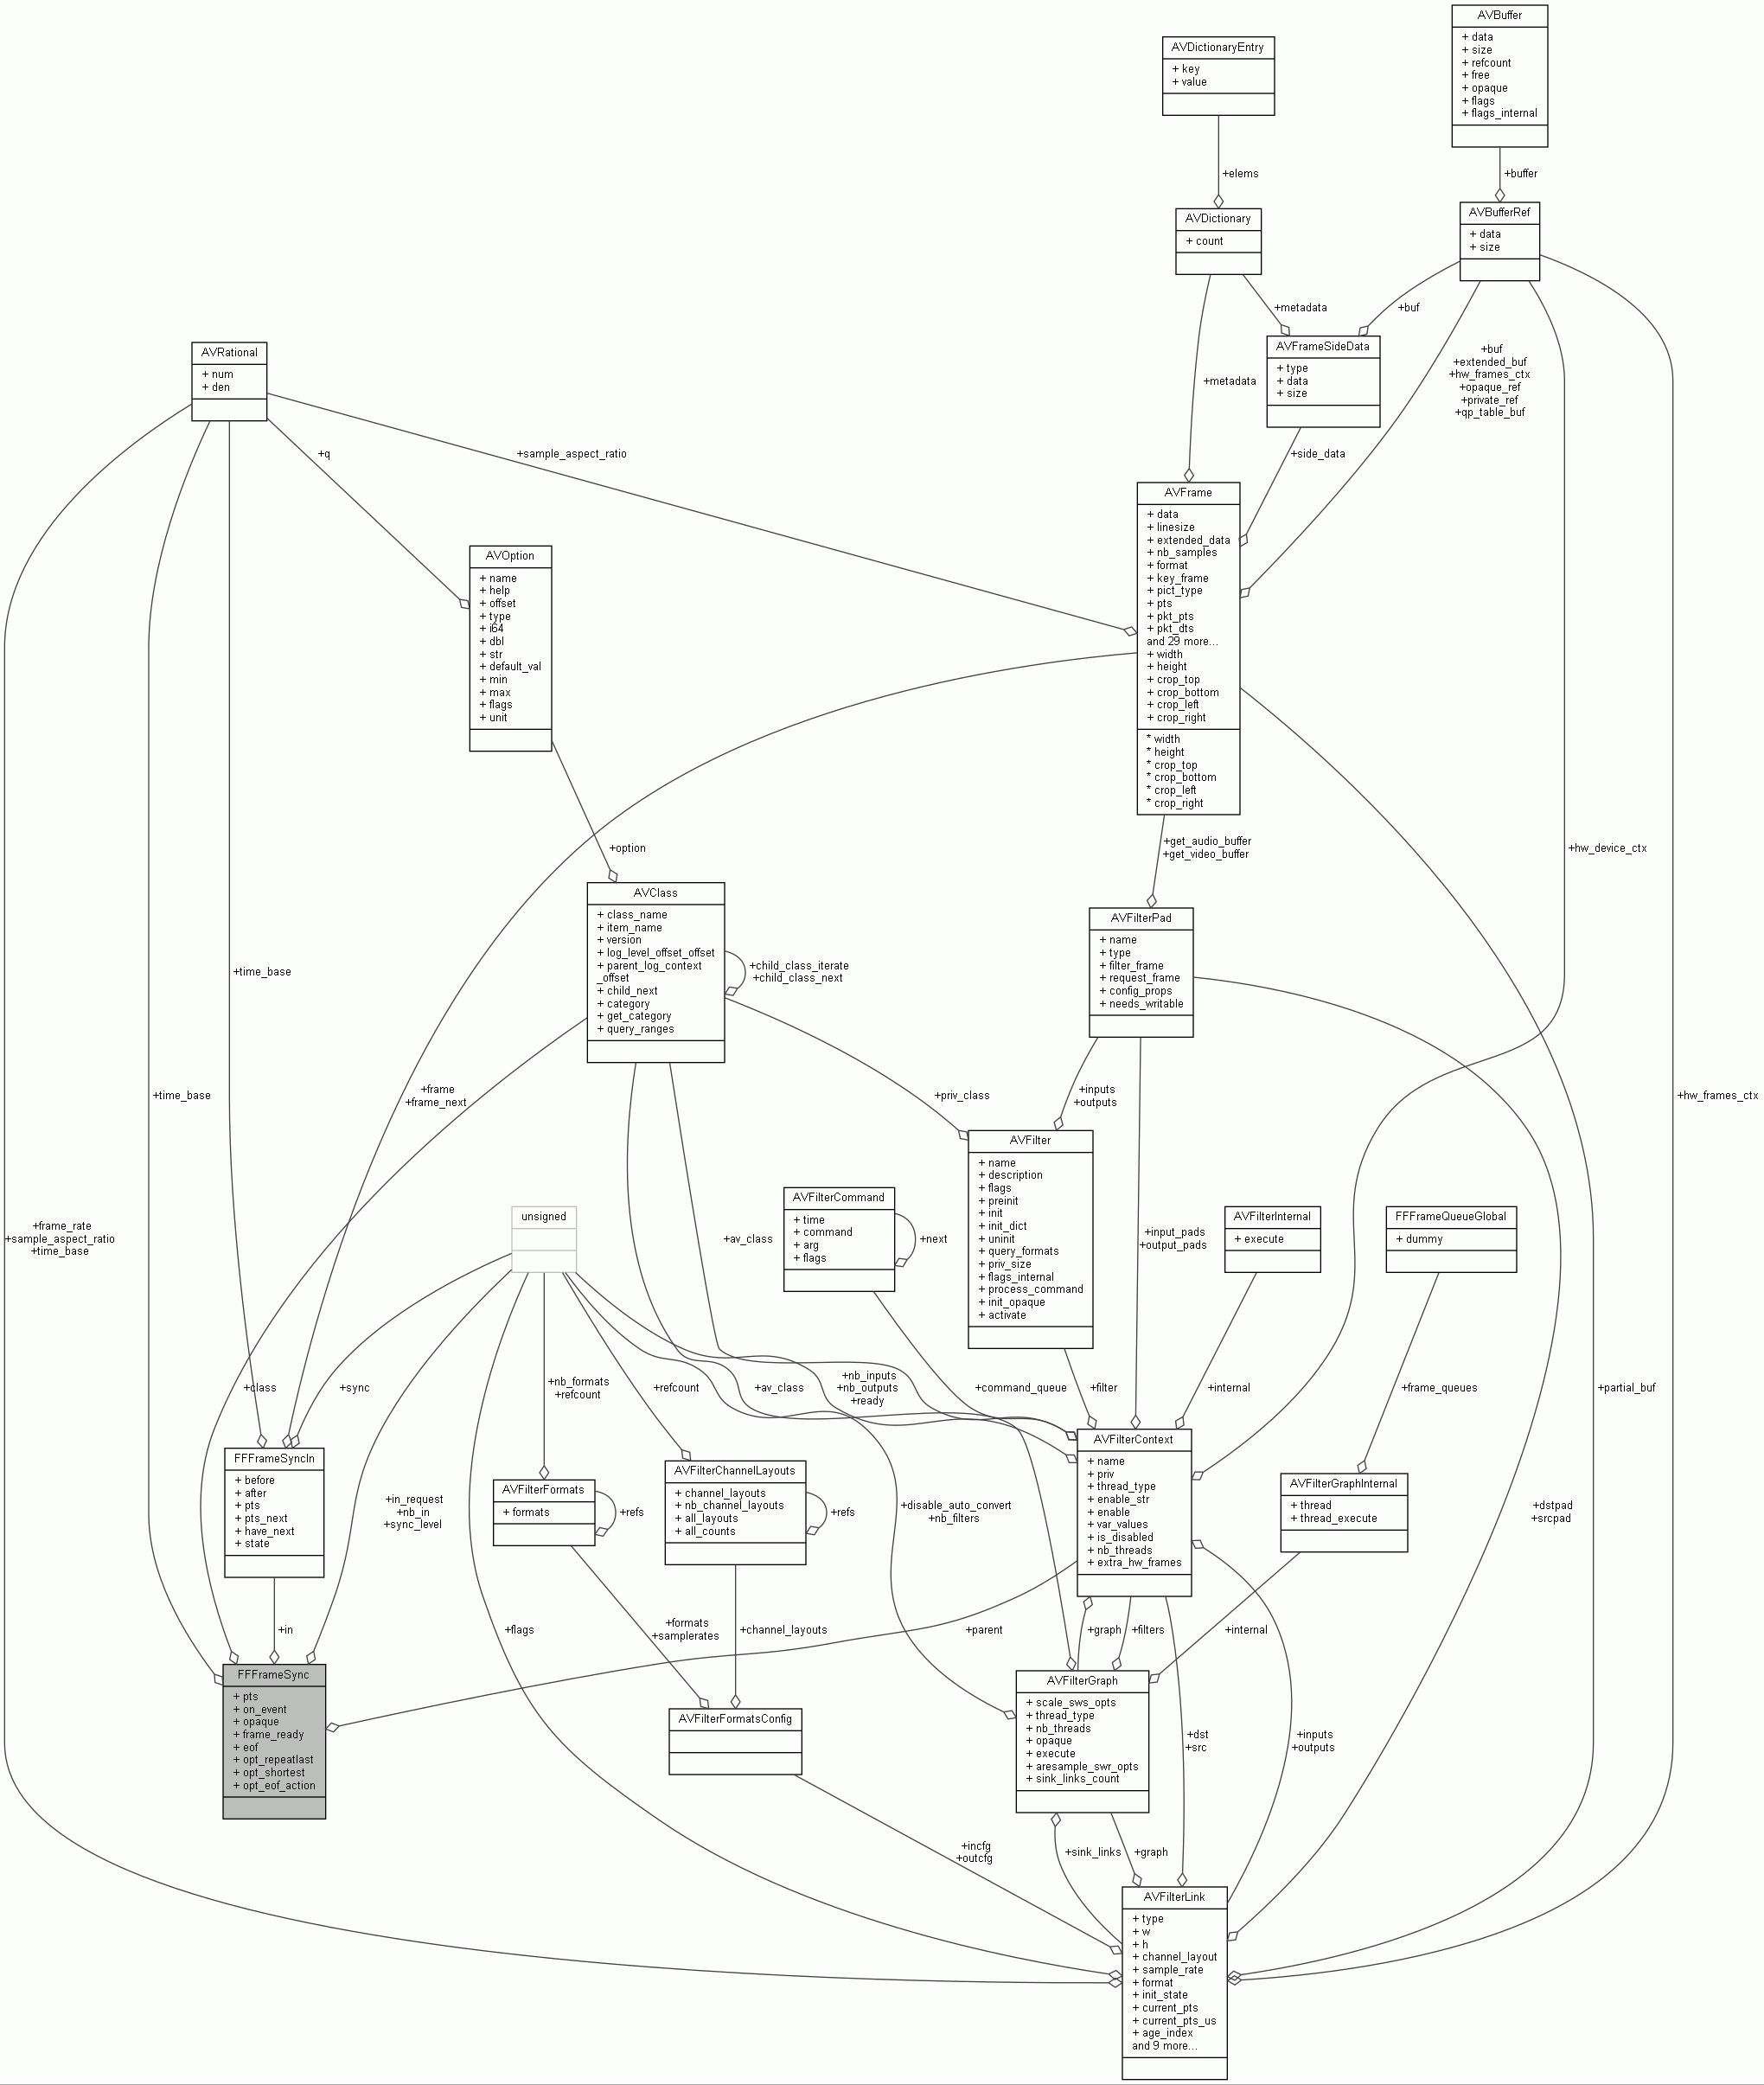 AVBuffer
+ data
+ size
+ refcount
+ free
+ opaque
+ flags
+ flags_internal
AVDictionaryEntry
+ key
+ value
+elems
+buffer
AVDictionary
+ count
AVBufferRef
+ data
+ size
+metadata
+buf
AVFrameSideData
+ type
+ data
+ size
+buf
+extended_buf
+hw_frames_ctx
+opaque_ref
+private_ref
+qp_table_buf
AVRational
+ num
+ den
+metadata
+q
+sample_aspect_ratio
+side_data
AVFrame
+ data
+ linesize
+ extended_data
+ nb_samples
+ format
+ key_frame
+ pict_type
+ pts
+ pkt_pts
+ pkt_dts
and 29 more...
+ width
+ height
+ crop_top
+ crop_bottom
+ crop_left
+ crop_right
* width
* height
* crop_top
* crop_bottom
* crop_left
* crop_right
AVOption
+ name
+ help
+ offset
+ type
+ i64
+ dbl
+ str
+ default_val
+ min
+ max
+ flags
+ unit
+option
+get_audio_buffer
+get_video_buffer
+hw_device_ctx
AVClass
+ class_name
+ item_name
+ version
+ log_level_offset_offset
+ parent_log_context
_offset
+ child_next
+ category
+ get_category
+ query_ranges
+child_class_iterate
+child_class_next
AVFilterPad
+ name
+ type
+ filter_frame
+ request_frame
+ config_props
+ needs_writable
+time_base
+time_base
+frame
+frame_next
+priv_class
+inputs
+outputs
+hw_frames_ctx
AVFilter
+ name
+ description
+ flags
+ preinit
+ init
+ init_dict
+ uninit
+ query_formats
+ priv_size
+ flags_internal
+ process_command
+ init_opaque
+ activate
AVFilterCommand
+ time
+ command
+ arg
+ flags
+next
unsigned
+av_class
+input_pads
+output_pads
AVFilterInternal
+ execute
FFFrameQueueGlobal
+ dummy
+frame_rate
+sample_aspect_ratio
+time_base
+class
+sync
+nb_formats
+refcount
+refcount
+av_class
+nb_inputs
+nb_outputs
+ready
+command_queue
+filter
+internal
+frame_queues
+partial_buf
FFFrameSyncIn
+ before
+ after
+ pts
+ pts_next
+ have_next
+ state
+in_request
+nb_in
+sync_level
AVFilterFormats
+ formats
+refs
AVFilterChannelLayouts
+ channel_layouts
+ nb_channel_layouts
+ all_layouts
+ all_counts
+refs
+disable_auto_convert
+nb_filters
AVFilterContext
+ name
+ priv
+ thread_type
+ enable_str
+ enable
+ var_values
+ is_disabled
+ nb_threads
+ extra_hw_frames
AVFilterGraphInternal
+ thread
+ thread_execute
+dstpad
+srcpad
+in
+flags
+formats
+samplerates
+channel_layouts
+parent
+graph
+filters
+internal
FFFrameSync
+ pts
+ on_event
+ opaque
+ frame_ready
+ eof
+ opt_repeatlast
+ opt_shortest
+ opt_eof_action
AVFilterFormatsConfig
AVFilterGraph
+ scale_sws_opts
+ thread_type
+ nb_threads
+ opaque
+ execute
+ aresample_swr_opts
+ sink_links_count
+dst
+src
+inputs
+outputs
+incfg
+outcfg
+sink_links
+graph
AVFilterLink
+ type
+ w
+ h
+ channel_layout
+ sample_rate
+ format
+ init_state
+ current_pts
+ current_pts_us
+ age_index
and 9 more...